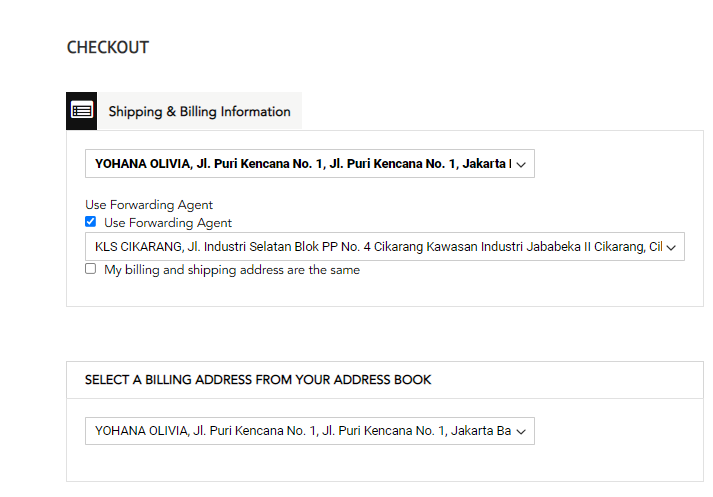 CHECKOUT
Shipping & Billing Information
YOHANA OLIVIA, Jl. Puri Kencana No. 1, Jl. Puri Kencana No. 1, Jakarta
Use Forwarding Agent
Use Forwarding Agent
KLS CIKARANG, Jl. Industri Selatan Blok PP No. 4 Cikarang Kawasan Industri Jababeka II Cikarang, Cil
My billing and shipping address are the same
SELECT A BILLING ADDRESS FROM YOUR ADDRESS BOOK
YOHANA OLIVIA, Jl. Puri Kencana No. 1, Jl. Puri Kencana No. 1, Jakarta Ba